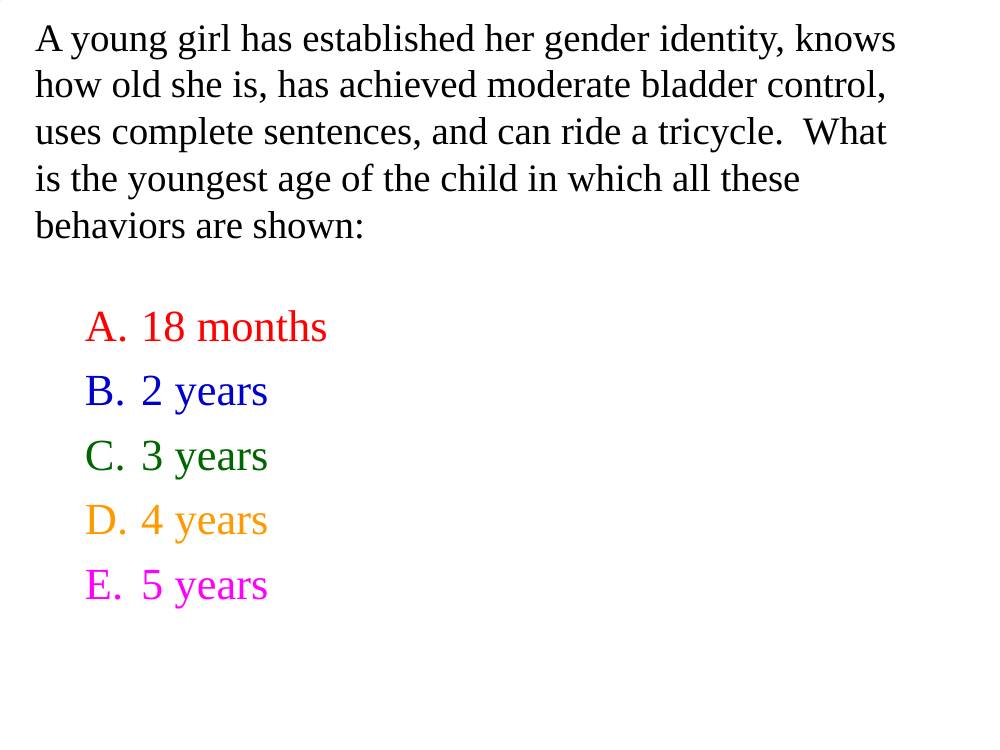 A young girl has established her gender identity, knows
how old she is, has achieved moderate bladder control,
uses complete sentences, and can ride a tricycle.  What
is the youngest age of the child in which all these
behaviors are shown:
A. 18 months
B. 2 years
C. 3 years
D. 4 years
E. 5 years